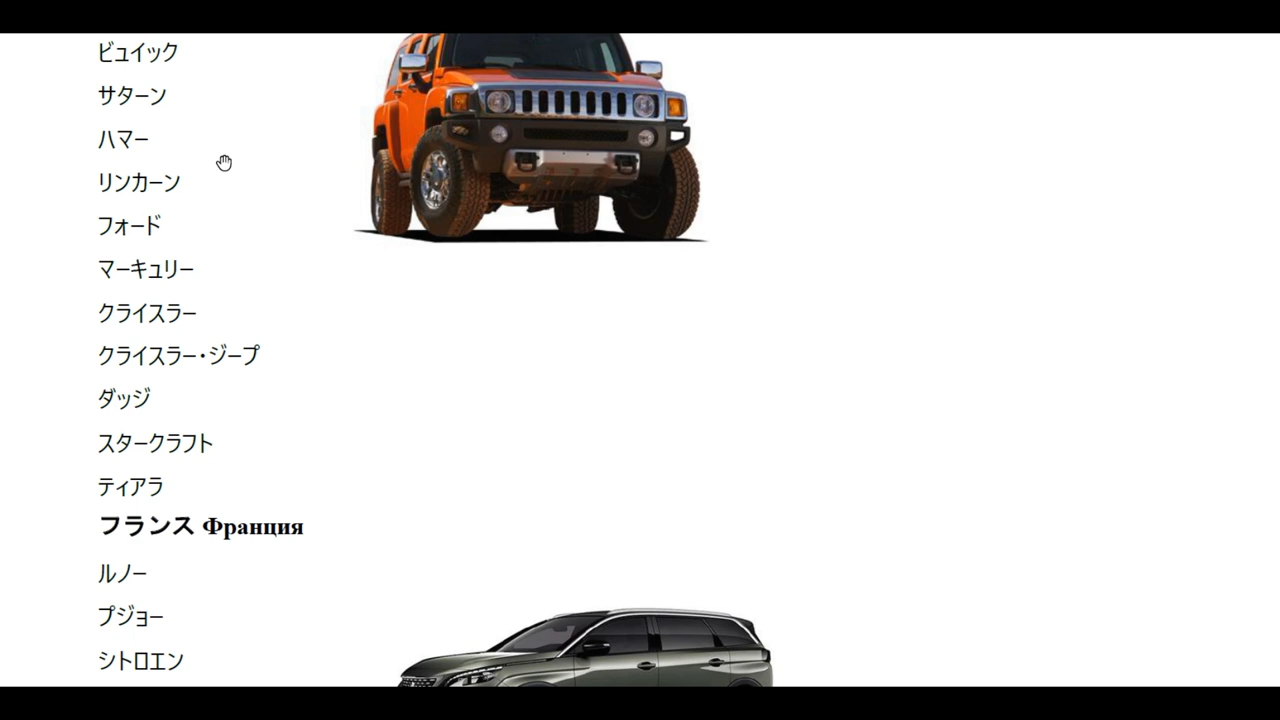 ビュイック
サターン
ハマー
リンカーン
フォード
マーキュリー
クライスラー
クライスラー・ジープ
ダッジ
スタークラフト
ティアラ
フランス Франция
ルノー
プジョー
シトロエン